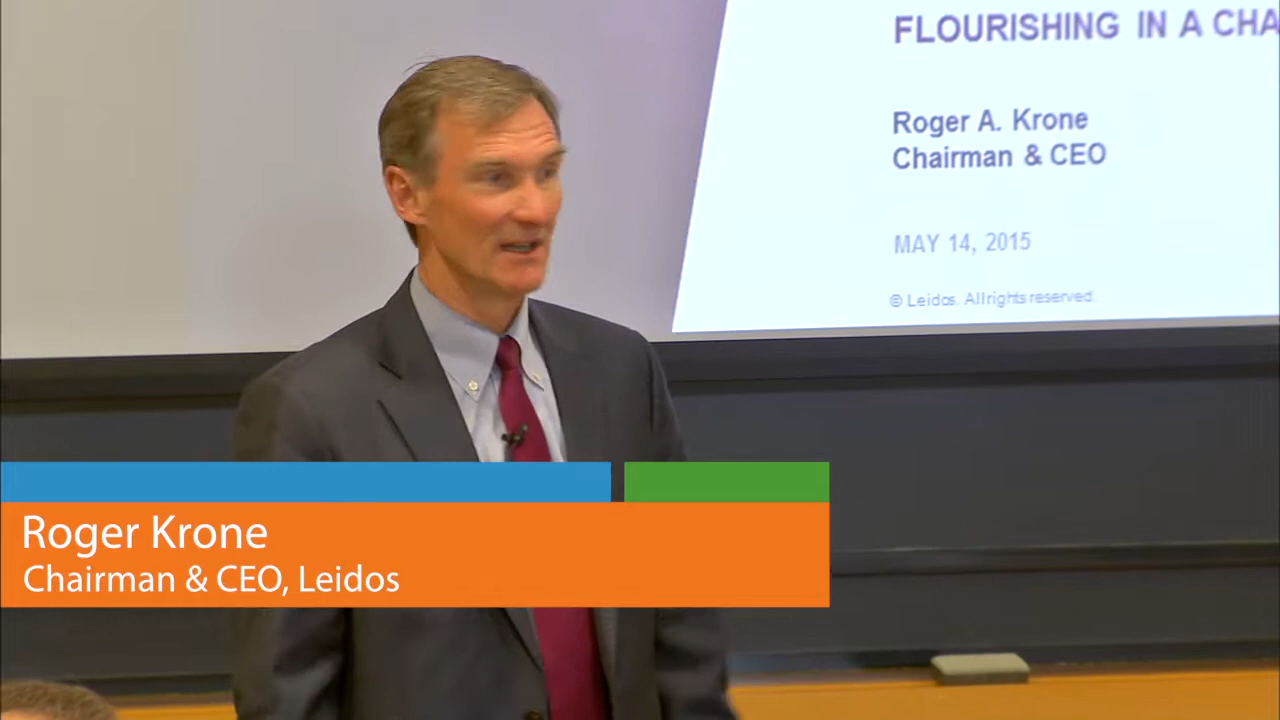 FLOURISHING IN A CHA
Roger A. Krone
Chairman & CEO
MAY 14, 2015
© Leidos. All rights reserved.
Roger Krone
Chairman & CEO, Leidos